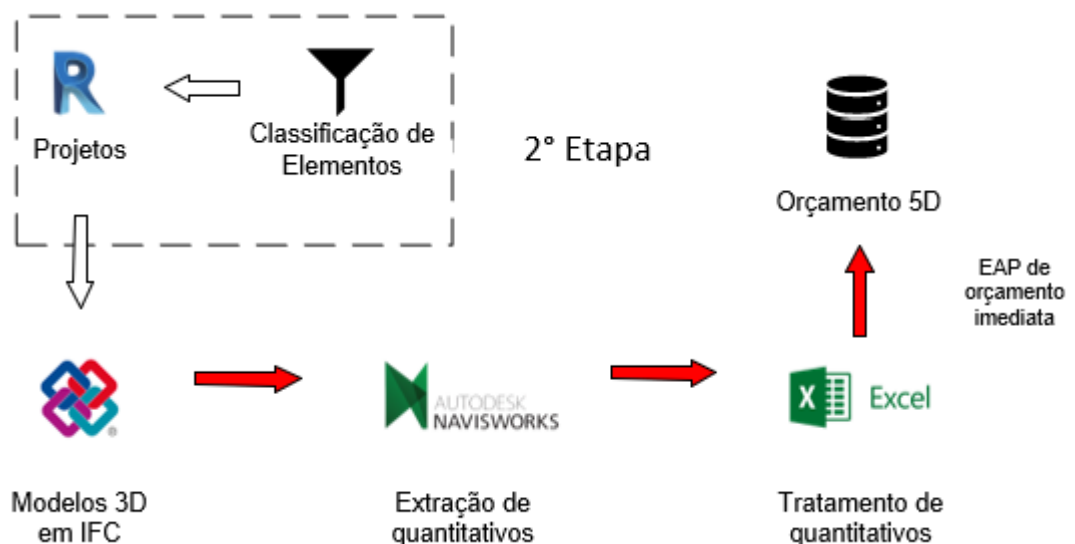 R
Projetos
Classificação de
Elementos
2° Etapa
Orçamento 5D
EAP de
orçamento
imediata
®
AUTODESK
NAVISWORKS
X
Excel
Modelos 3D
em IFC
Extração de
quantitativos
Tratamento de
quantitativos